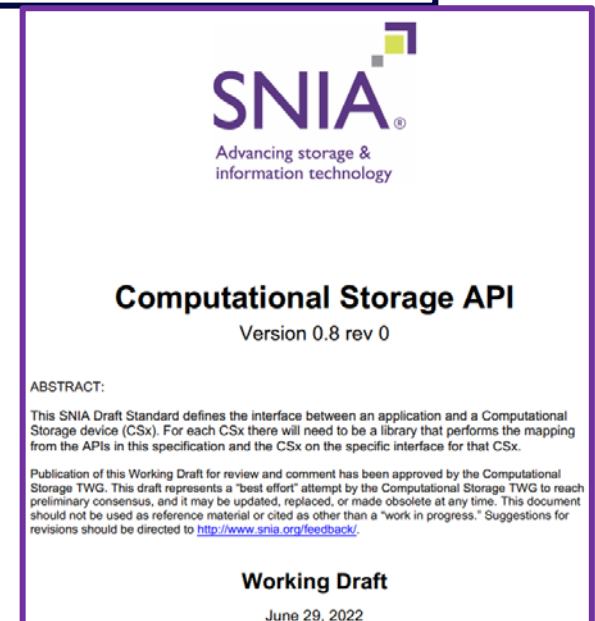 SNIA®
Advancing storage &
information technology
Computational Storage API
Version 0.8 rev 0
ABSTRACT:
This SNIA Draft Standard defines the interface between an application and a Computational
Storage device (CSx). For each CSx there will need to be a library that performs the mapping
from the APIs in this specification and the CSx on the specific interface for that CSx.
Publication of this Working Draft for review and comment has been approved by the Computational
Storage TWG. This draft represents a "best effort" attempt by the Computational Storage TWG to reach
preliminary consensus, and it may be updated, replaced, or made obsolete at any time. This document
should not be used as reference material or cited as other than a "work in progress." Suggestions for
revisions should be directed to http://www.snia.org/feedback/.
Working Draft
June 29, 2022